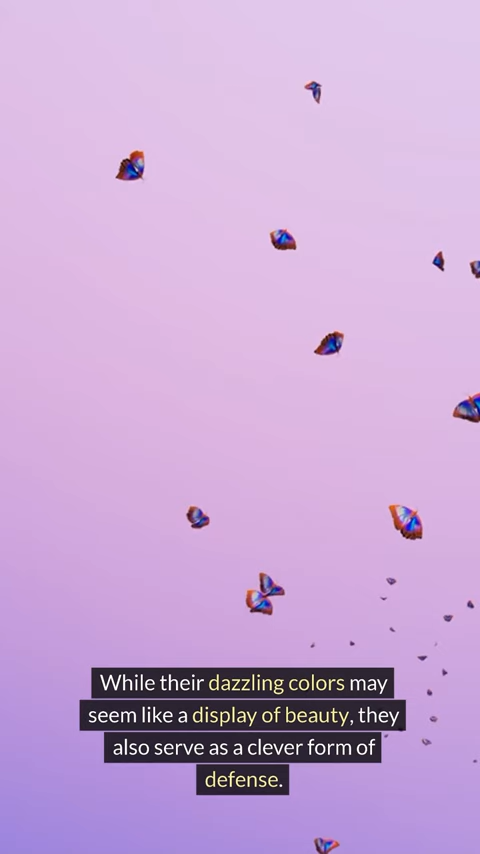 While their dazzling colors may
seem like a display of beauty, they
also serve as a clever form of
defense.